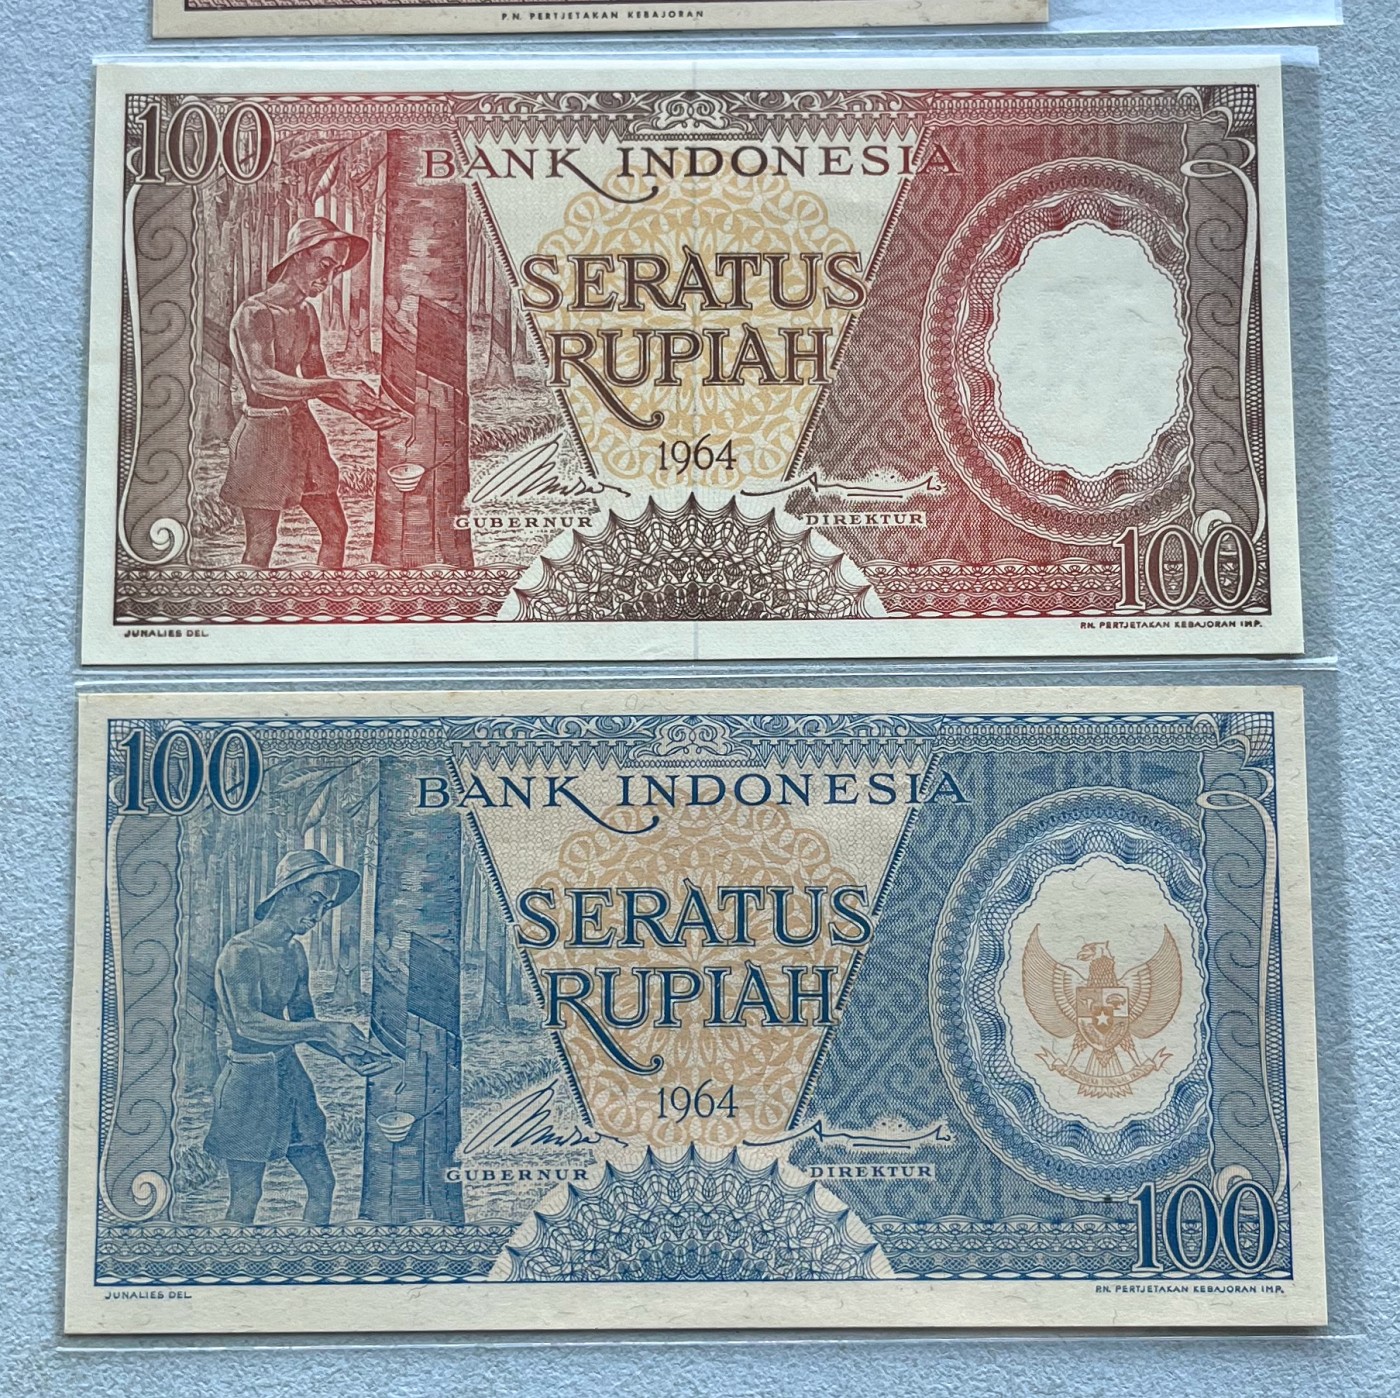 P.N. PERTJETAKAN KEBAJORAN
100
BANK INDONESIA
SERATUS
RUPIAH
1964
GUBERNUR
DIREKTUR
100
JUNALIES DEL.
P.N. PERTJETAKAN KEBAJORAN IMP.
100
BANK INDONESIA
SERATUS
RUPIAH
1964
GUBERNUR
DIREKTUR
100
JUNALIES DEL.
P.N. PERTJETAKAN KEBAJORAN IMP.